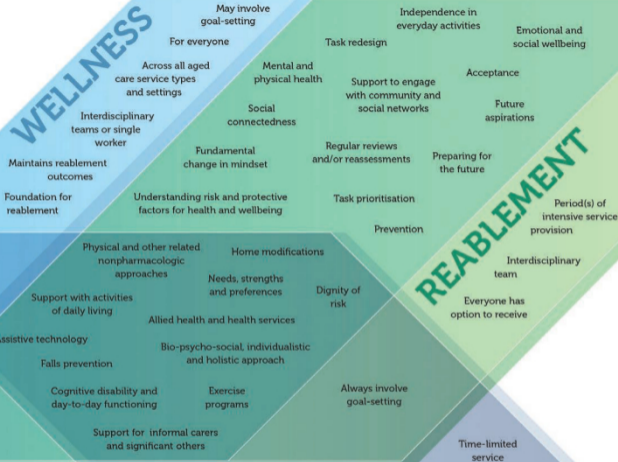 WELLNESS
May involve
goal-setting
For everyone
Across all aged
care service types
and settings
Interdisciplinary
teams or single
worker
Maintains reablement
outcomes
Foundation for
reablement
Independence in
everyday activities
Task redesign
Emotional and
social wellbeing
Mental and
physical health
Acceptance
Support to engage
with community and
social networks
Social
connectedness
Future
aspirations
Fundamental
change in mindset
Regular reviews
and/or reassessments
Preparing for
the future
Understanding risk and protective
factors for health and wellbeing
Task prioritisation
Prevention
REABLEMENT
Period(s) of
intensive service
provision
Interdisciplinary
team
Everyone has
option to receive
Physical and other related
nonpharmacologic
approaches
Home modifications
Needs, strengths
and preferences
Dignity of
risk
Support with activities
of daily living
Allied health and health services
ssistive technology
Bio-psycho-social, individualistic
and holistic approach
Falls prevention
Cognitive disability and
day-to-day functioning
Exercise
programs
Always involve
goal-setting
Support for informal carers
and significant others
Time-limited
service